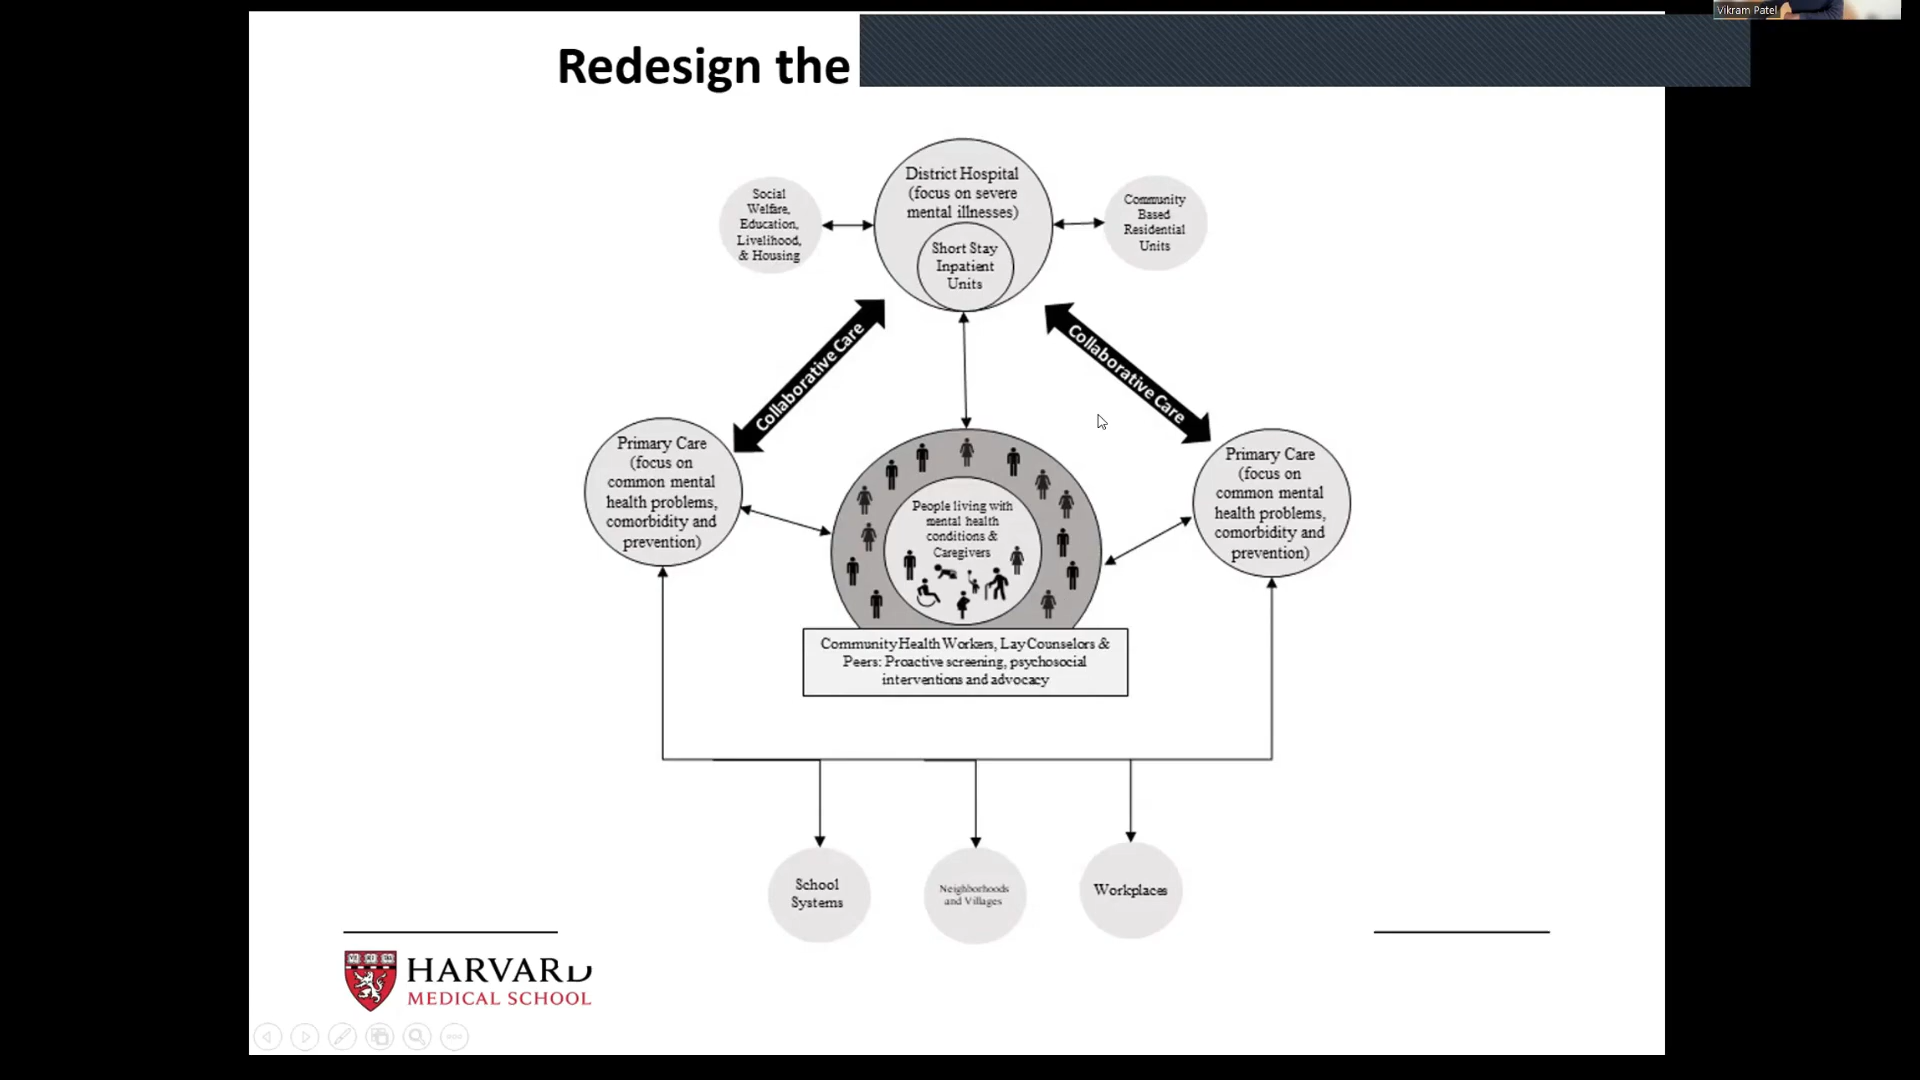 Vikram Patel
Redesign the
District Hospital
(focus on severe
mental illnesses)
Short Stay
Inpatient
Units
Social
Welfare,
Education,
Livelihood,
& Housing
Community
Based
Residential
Units
Collaborative Care
Collaborative Care
Primary Care
(focus on
common mental
health problems,
comorbidity and
prevention)
People living with
mental health
conditions &
Caregivers
Primary Care
(focus on
common mental
health problems,
comorbidity and
prevention)
Community Health Workers, Lay Counselors &
Peers: Proactive screening, psychosocial
interventions and advocacy
School
Systems
Neighborhoods
and Villages
Workplaces
HARVARD
MEDICAL SCHOOL